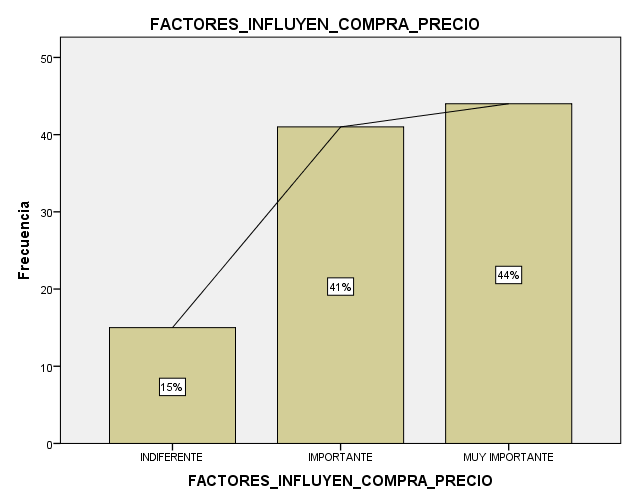 FACTORES_INFLUYEN_COMPRA_PRECIO
50
40
30
20
10
0
Frecuencia
15%
41%
44%
INDIFERENTE
IMPORTANTE
MUY IMPORTANTE
FACTORES_INFLUYEN_COMPRA_PRECIO